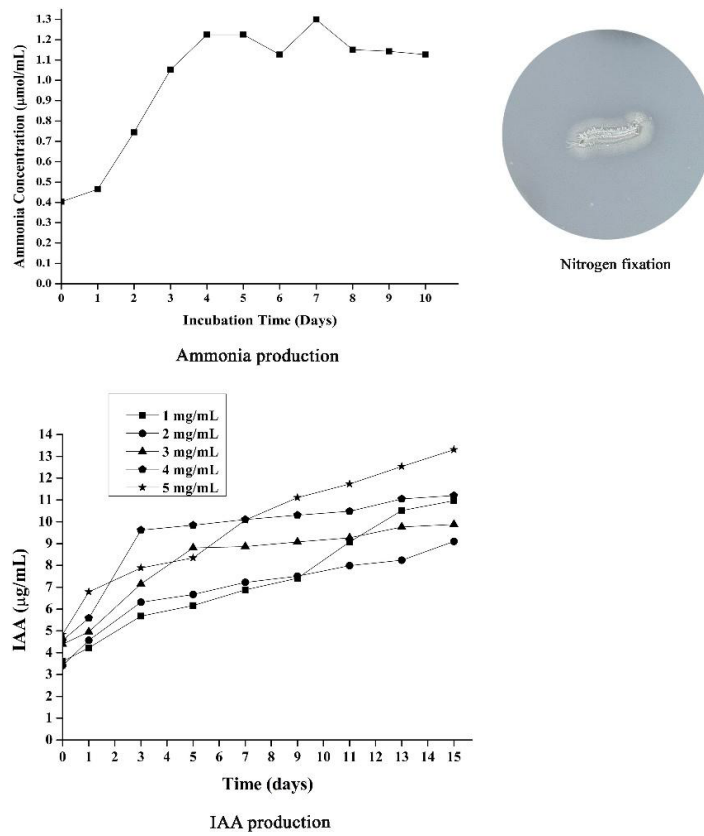 1.3
1.2
1.1
1.0
0.9
0.8
0.7
0.6
0.5
0.4
0.3
0.2
0.1
0.0
Ammonia Concentration (μmol/mL)
0 1 2 3 4 5 6 7 8 9 10
Incubation Time (Days)
Ammonia production
Nitrogen fixation
1 mg/mL
2 mg/mL
3 mg/mL
4 mg/mL
5 mg/mL
14
13
12
11
10
9
8
7
6
5
4
3
2
1
0
IAA (μg/mL)
0 1 2 3 4 5 6 7 8 9 10 11 12 13 14 15
Time (days)
IAA production